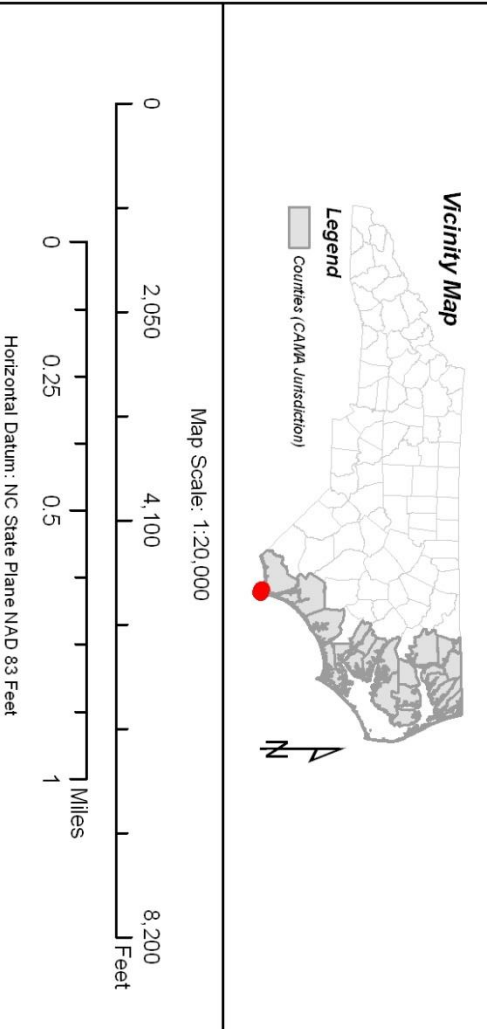 Vicinity Map
Legend
Counties (CAMA Jurisdiction)
N
Map Scale: 1:20,000
0 2,050 4,100 8,200
Feet
0 0.25 0.5 1
Miles
Horizontal Datum: NC State Plane NAD 83 Feet